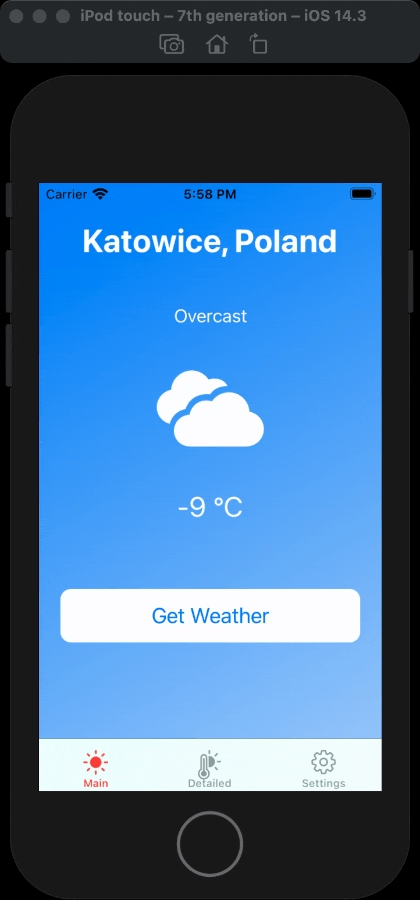 iPod touch – 7th generation – iOS 14.3
Carrier 5:58 PM
Katowice, Poland
Overcast
-9 °C
Get Weather
Main Detailed Settings